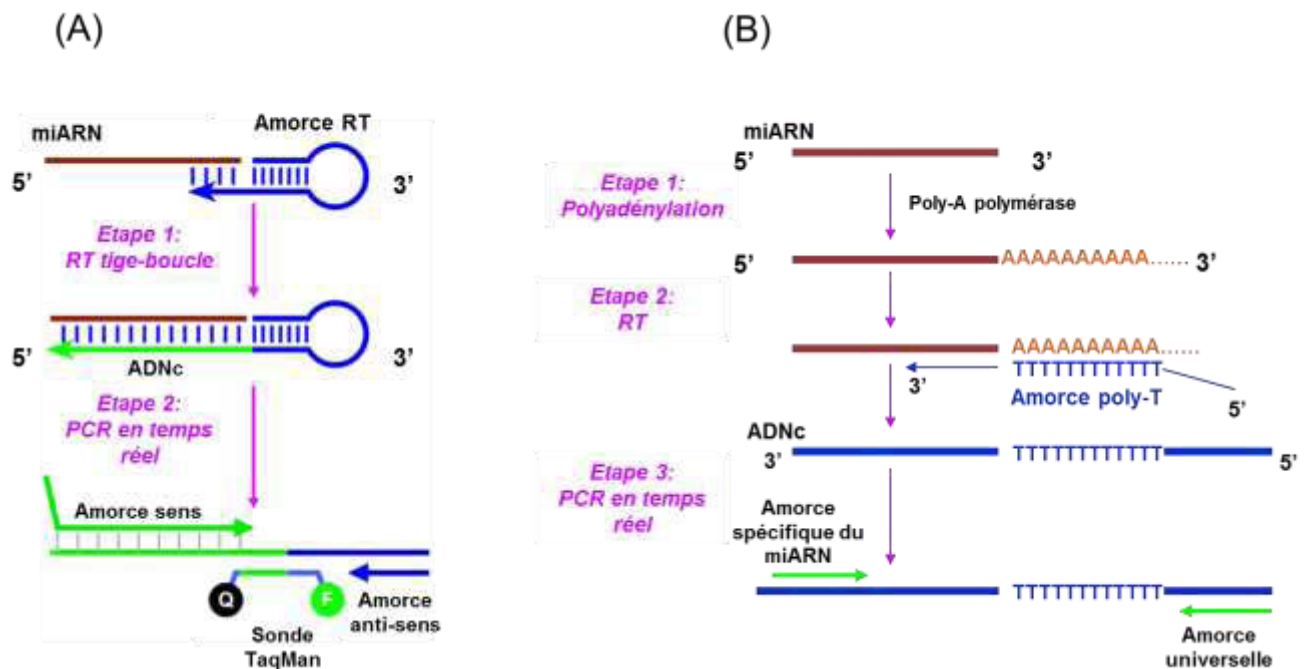 (A)
miARN
Amorce RT
5’
3’
Etape 1:
RT tige-boucle
5’
3’
ADNc
Etape 2:
PCR en temps
réel
Amorce sens
Q
F
Sonde
TaqMan
Amorce
anti-sens
(B)
miARN
5’
3’
Etape 1:
Polyadénylation
Poly-A polymérase
5’
AAAAAAAAAA......
3’
Etape 2:
RT
AAAAAAAAAA......
TTTTTTTTTTT
3’
Amorce poly-T
5’
ADNc
3’
TTTTTTTTTTT
5’
Etape 3:
PCR en temps
réel
Amorce
spécifique du
miARN
TTTTTTTTTTT
Amorce
universelle